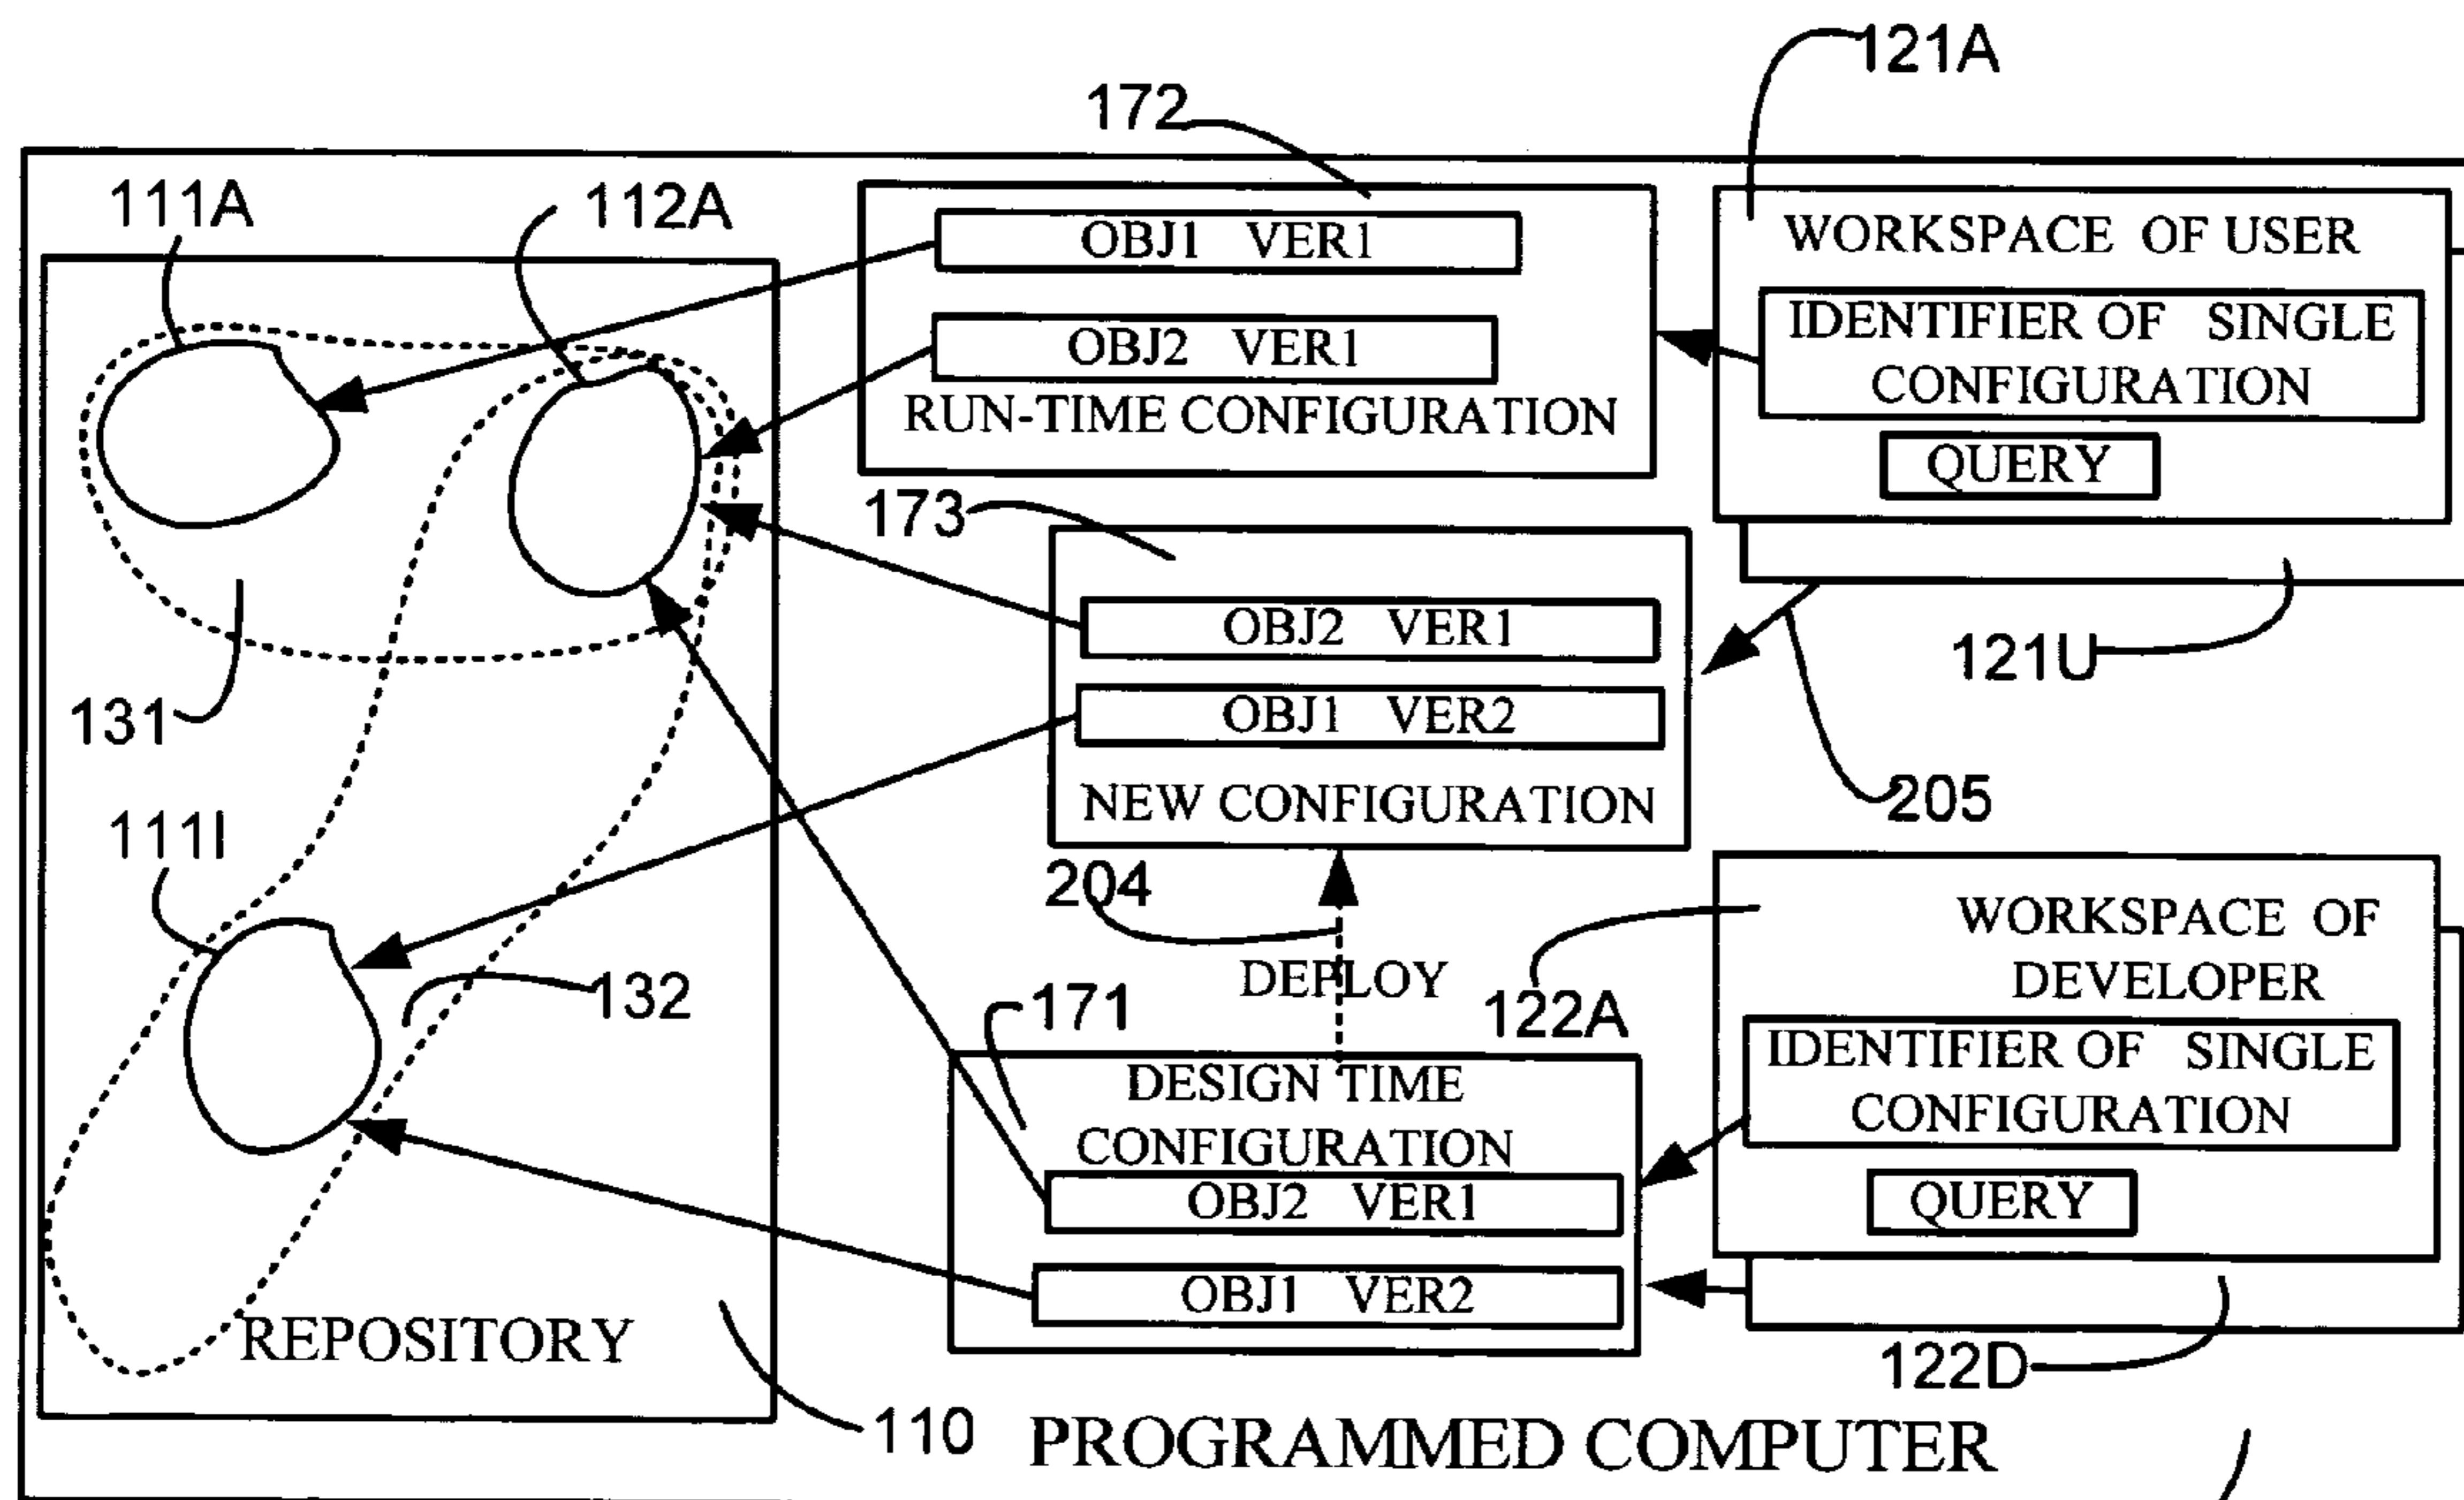 121A
172
111A
112A
OBJ1 VER1
WORKSPACE OF USER
IDENTIFIER OF SINGLE
CONFIGURATION
OBJ2 VER1
RUN-TIME CONFIGURATION
QUERY
173
OBJ2 VER1
121U
131
OBJ1 VER2
NEW CONFIGURATION
205
111I
204
WORKSPACE OF
DEVELOPER
132
DEPLOY
171
122A
IDENTIFIER OF SINGLE
CONFIGURATION
DESIGN TIME
CONFIGURATION
OBJ2 VER1
QUERY
OBJ1 VER2
REPOSITORY
122D
110
PROGRAMMED COMPUTER